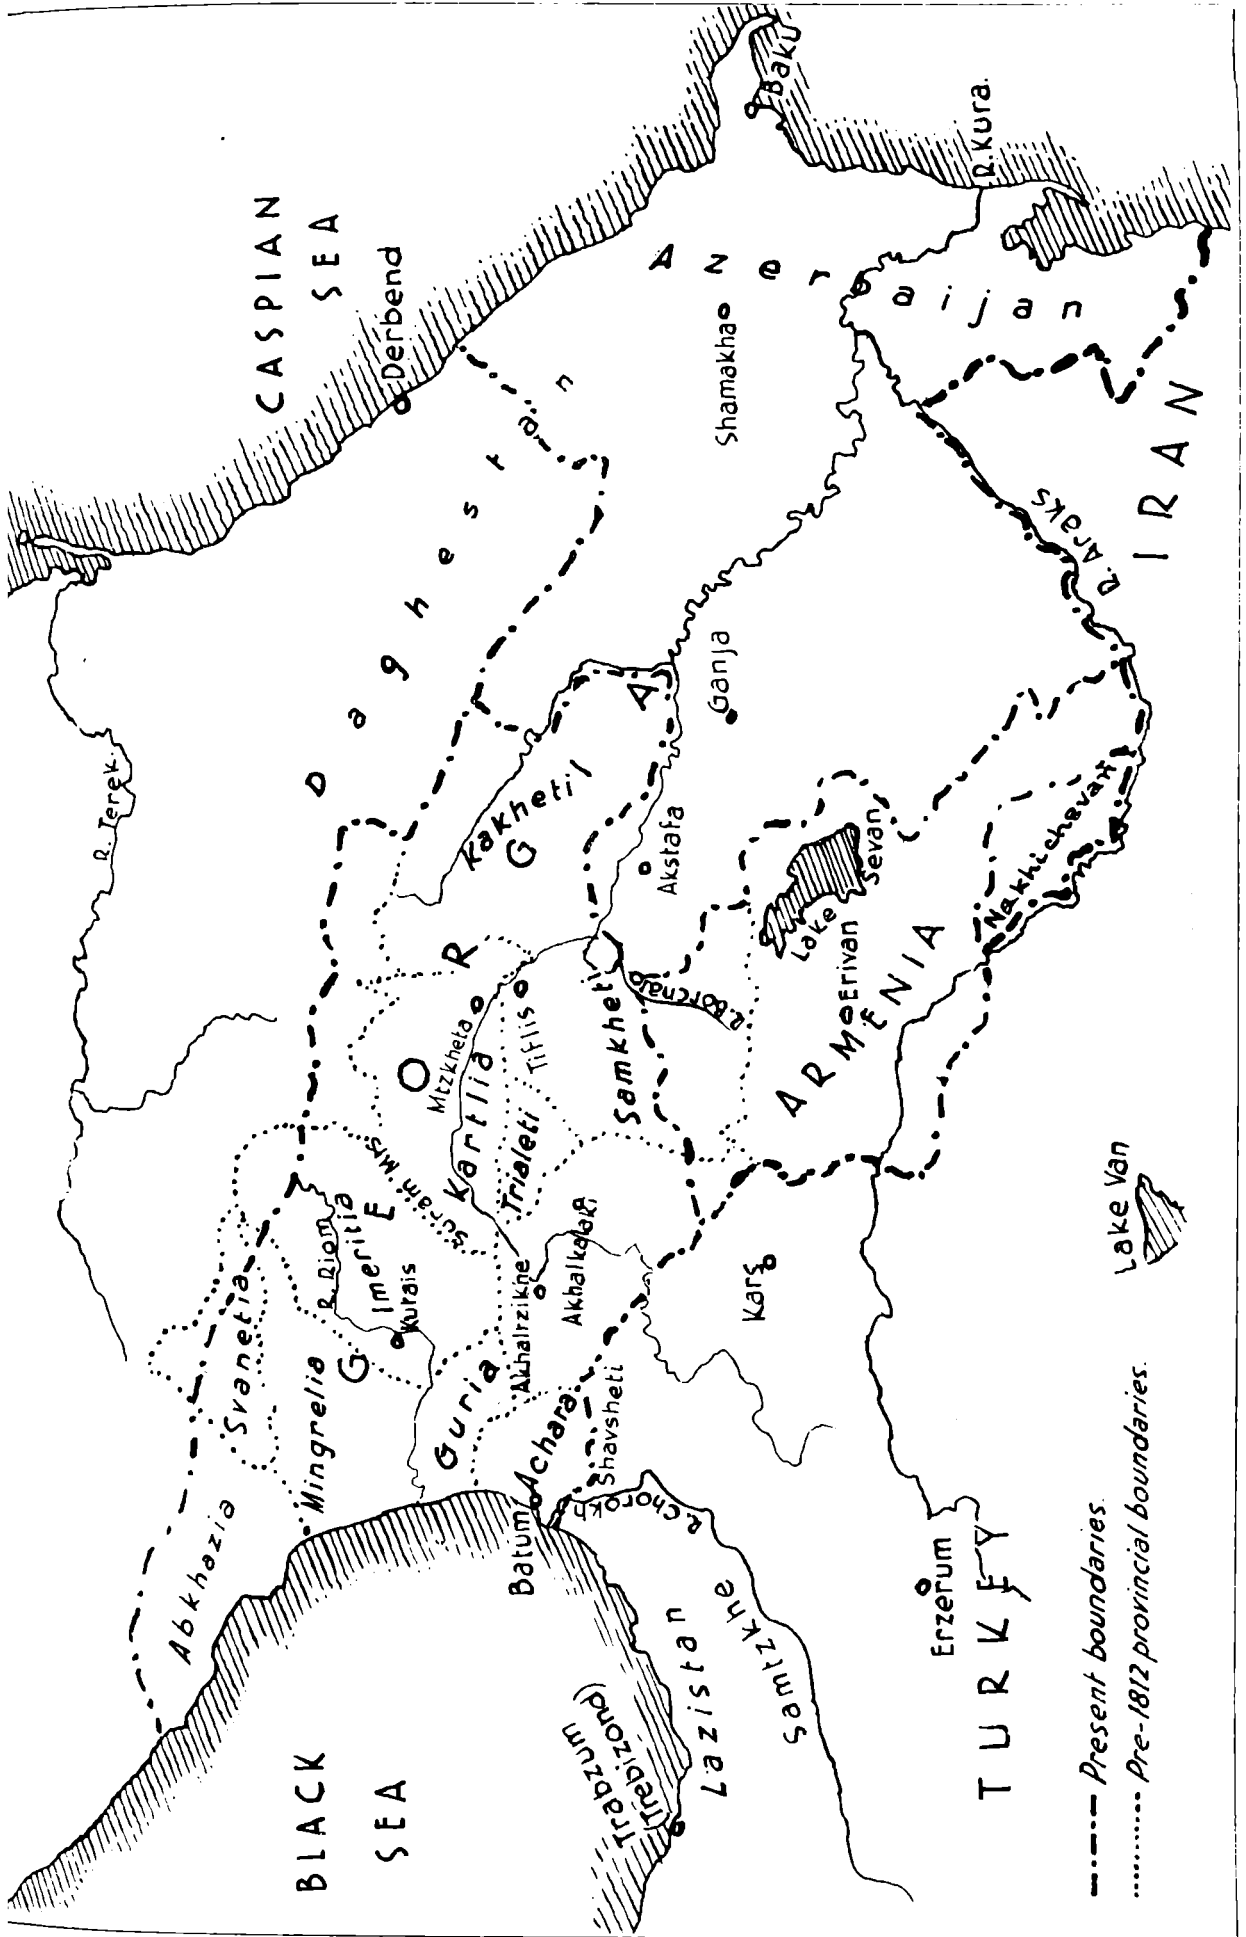 BLACK
SEA
CASPIAN
SEA
Abkhazia
Svanetia
Mingrelia
R. Riom
Imeritia
Kutais
Guria
Batum
Achara
Shavsheti
R. Chorokh
Trabzum
(Trebizond)
Lazistan
Samtzkhe
TURKEY
Erzerum
Kars
Lake Van
Akhaltzikhe
Akhalkalaki
Surami Mts
GEORGIA
Kartlia
Mtzkheta
Tiflis
Trialeti
Samkheti
R. Borchalo
Kakheti
R. Terek.
Daghestan
Derbend
Azerbaijan
Shamakha
Baku
R. Kura.
Ganja
Akstafa
Lake
Sevan
Erivan
ARMENIA
Nakhichevan
R. Araks
IRAN
Present boundaries.
Pre-1812 provincial boundaries.